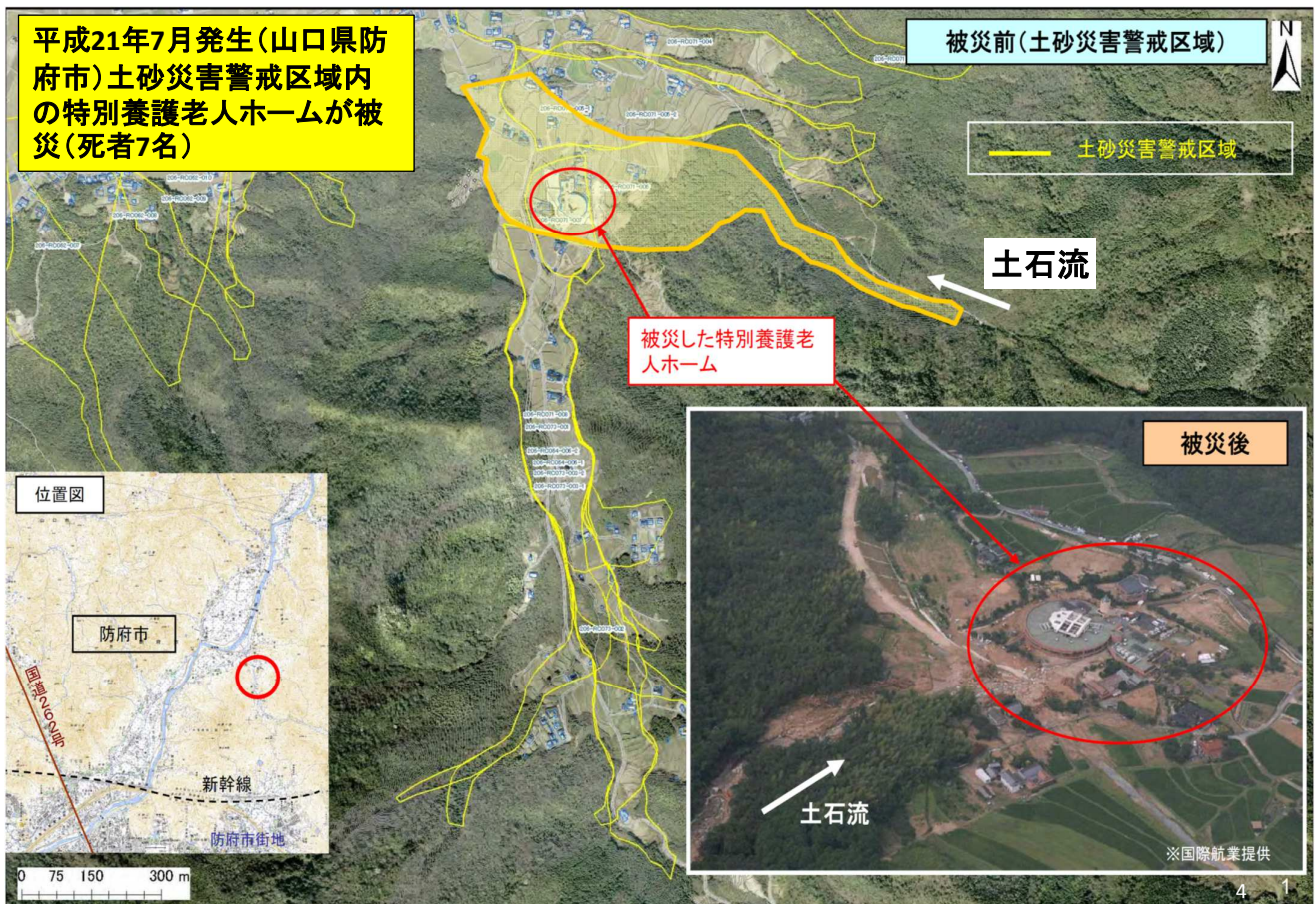 平成21年7月発生(山口県防
府市)土砂災害警戒区域内
の特別養護老人ホームが被
災(死者7名)
被災前(土砂災害警戒区域)
N
土砂災害警戒区域
土石流
被災した特別養護老
人ホーム
被災後
位置図
防府市
国道262号
新幹線
防府市街地
土石流
※国際航業提供
0 75 150 300 m
4 1